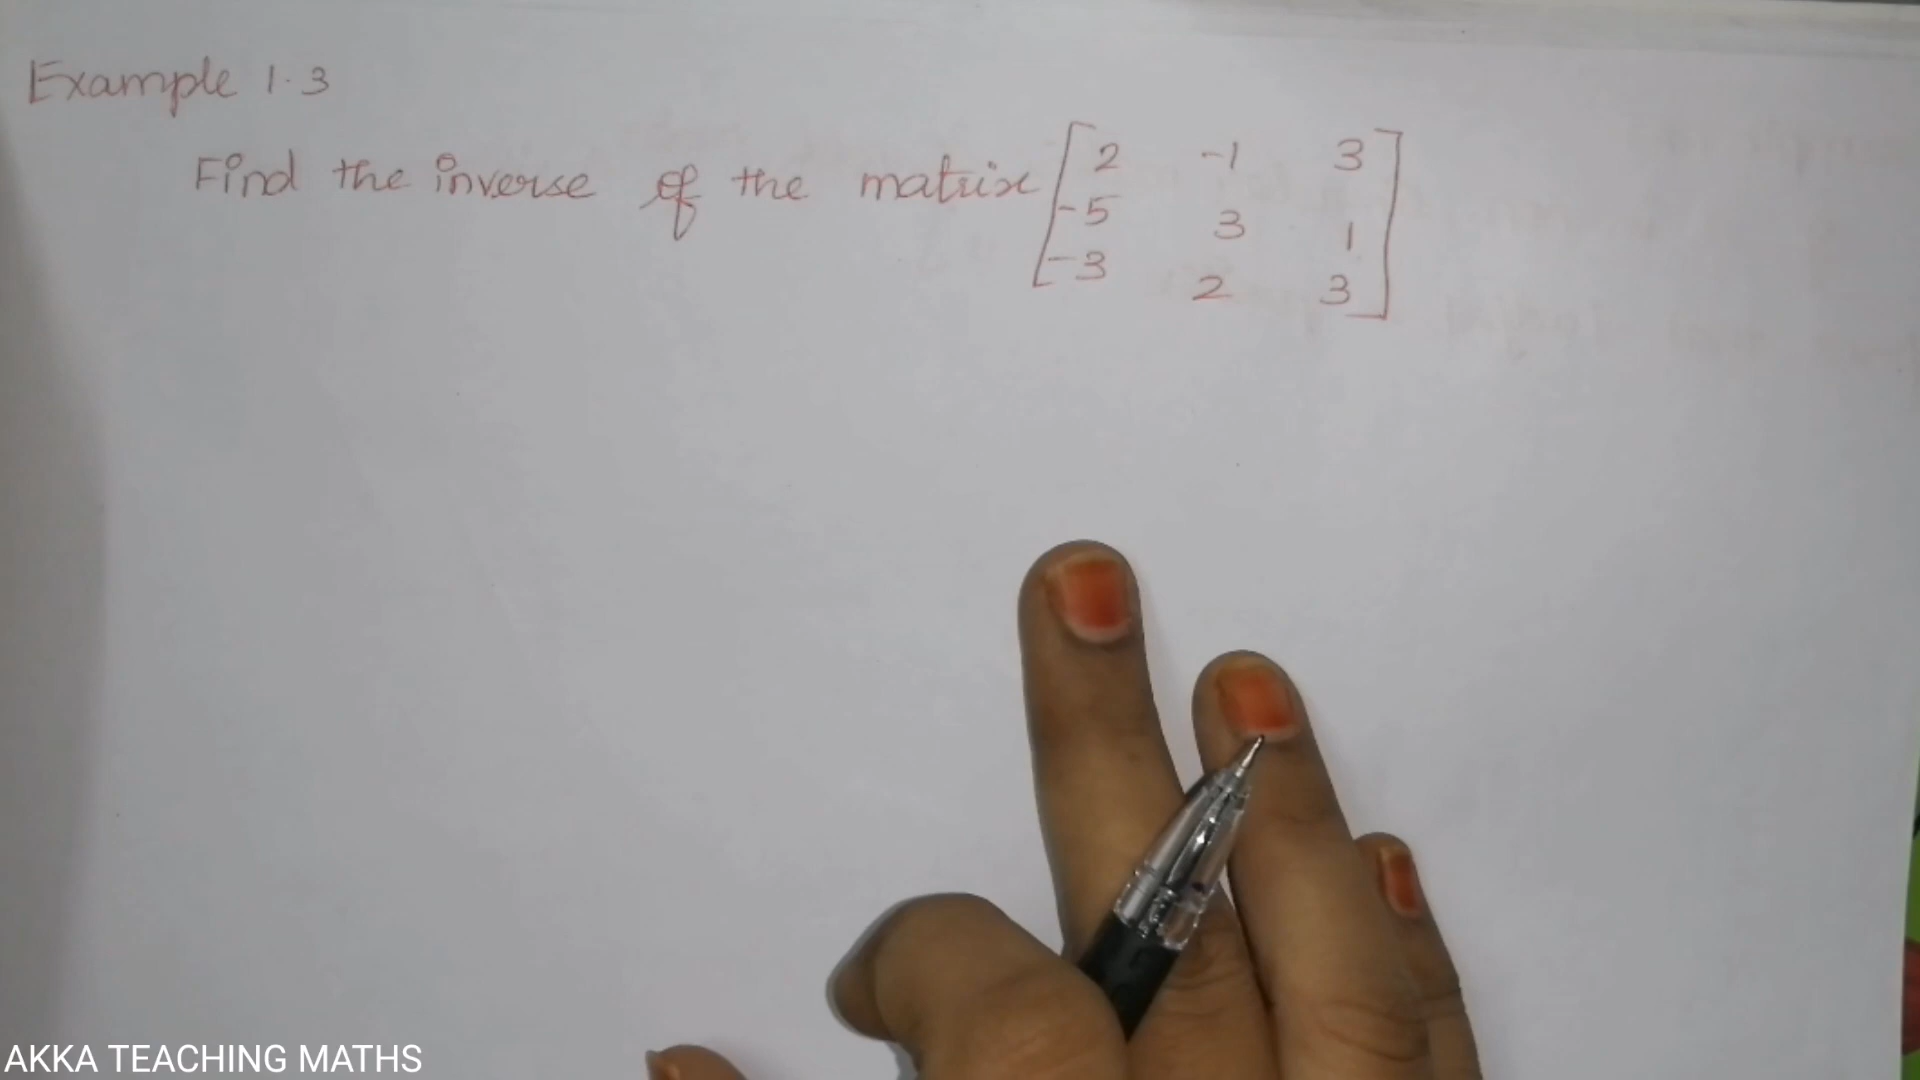 Example 1.3
Find the inverse of the matrix [2 -1 3
-5 3 1
-3 2 3]
AKKA TEACHING MATHS